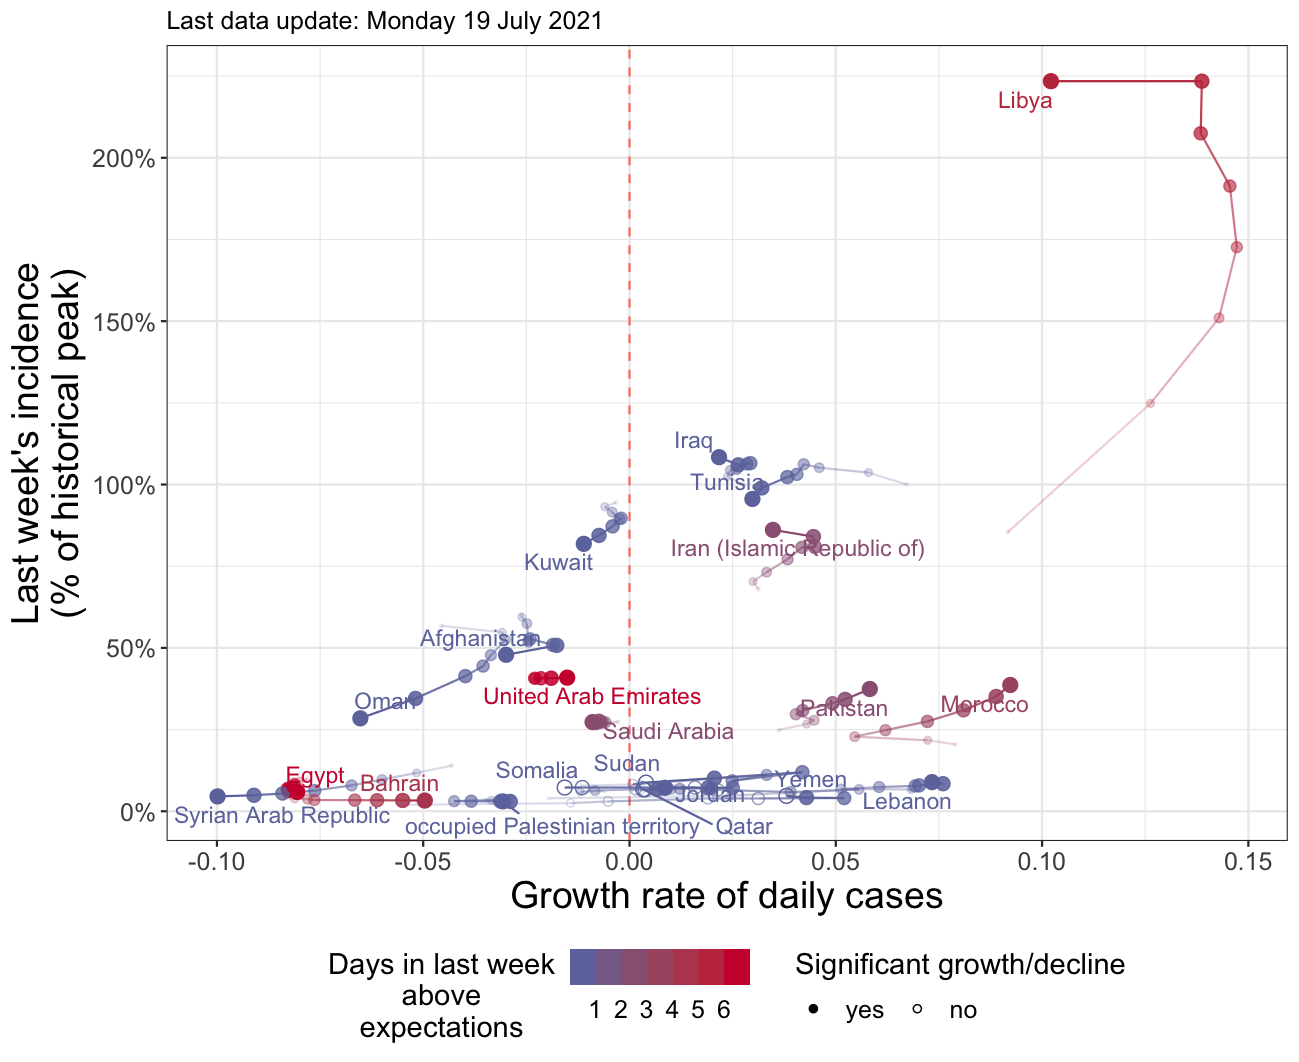 Last data update: Monday 19 July 2021
Last week's incidence
(% of historical peak)
200%
150%
100%
50%
0%
Libya
Iraq
Tunisia
Iran (Islamic Republic of)
Kuwait
Afghanistan
United Arab Emirates
Oman
Saudi Arabia
Pakistan
Morocco
Sudan
Somalia
Egypt
Bahrain
Yemen
Jordan
Lebanon
Syrian Arab Republic
occupied Palestinian territory
Qatar
-0.10 -0.05 0.00 0.05 0.10 0.15
Growth rate of daily cases
Days in last week
above
expectations
1 2 3 4 5 6
Significant growth/decline
yes no